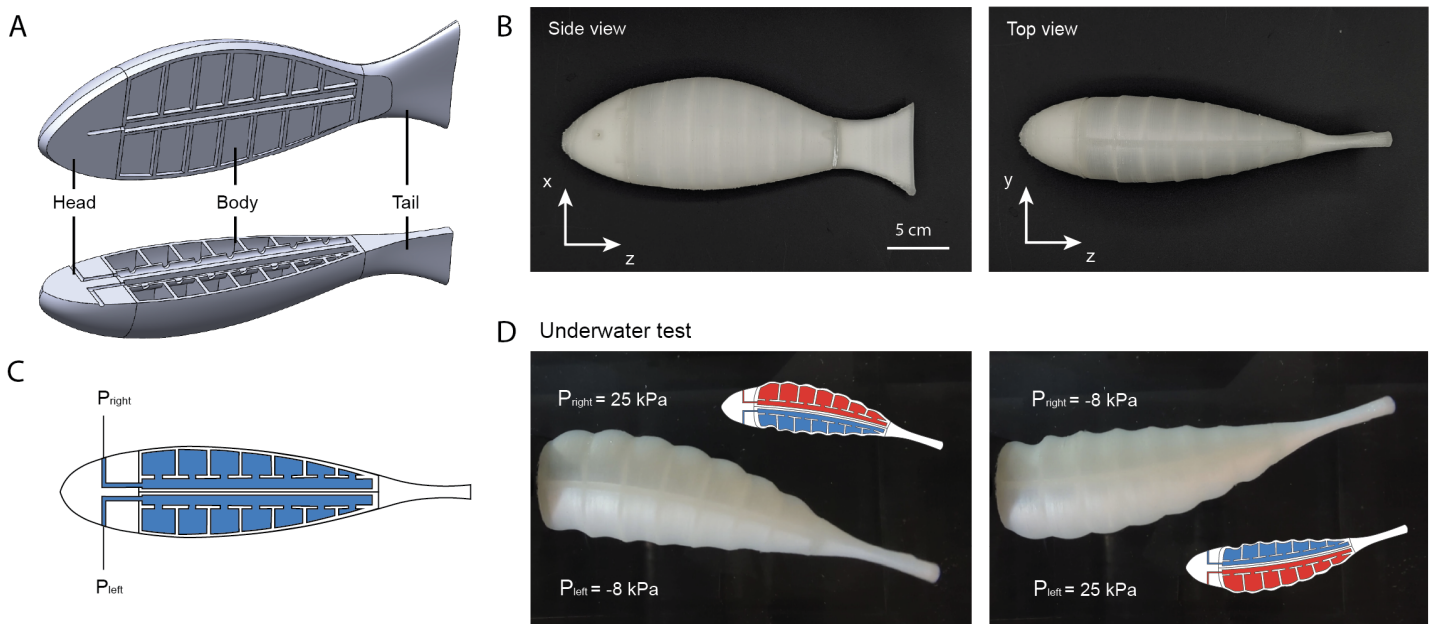 A
Head
Body
Tail
B
Side view
x
z
5 cm
Top view
y
z
C
Pright
Pleft
D Underwater test
Pright = 25 kPa
Pleft = -8 kPa
Pright = -8 kPa
Pleft = 25 kPa